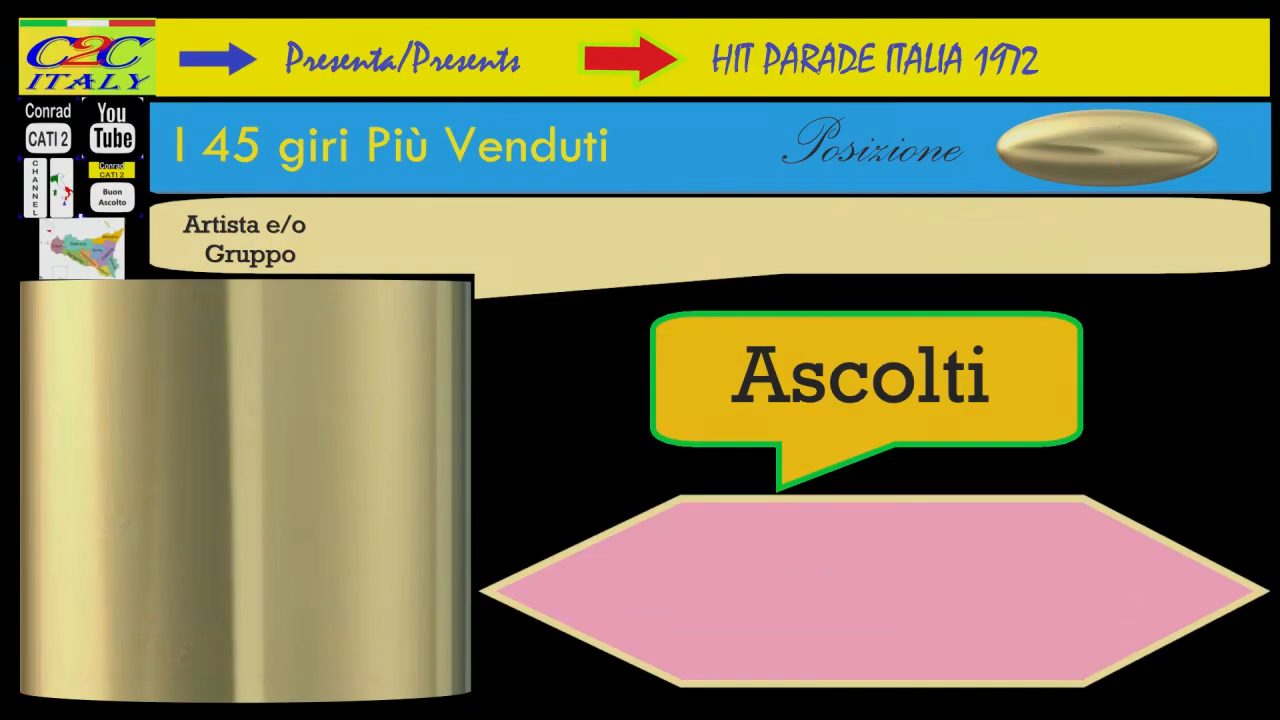 C2C
ITALY
Presenta/Presents
HIT PARADE ITALIA 1972
Conrad
CATI 2
You
Tube
I 45 giri Più Venduti
Posizione
CHANNEL
Conrad
CATI 2
Buon
Ascolto
Artista e/o
Gruppo
Ascolti